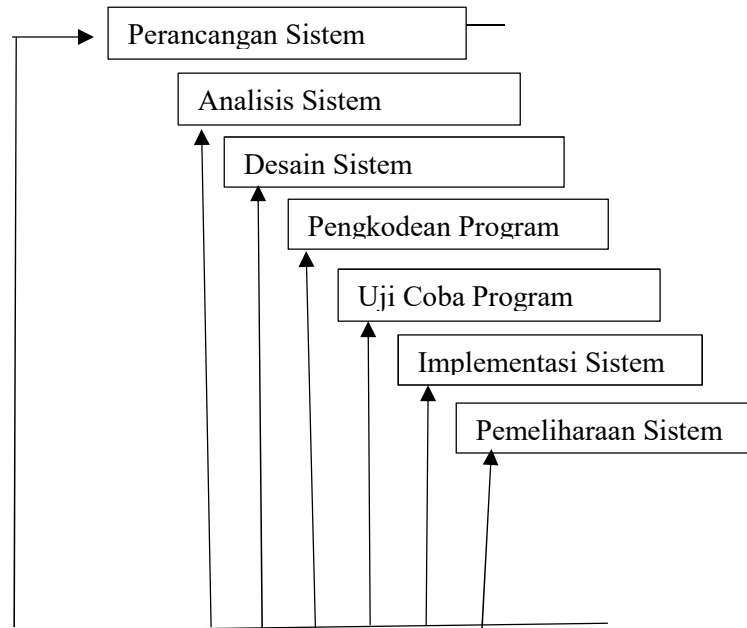 Perancangan Sistem
Analisis Sistem
Desain Sistem
Pengkodean Program
Uji Coba Program
Implementasi Sistem
Pemeliharaan Sistem